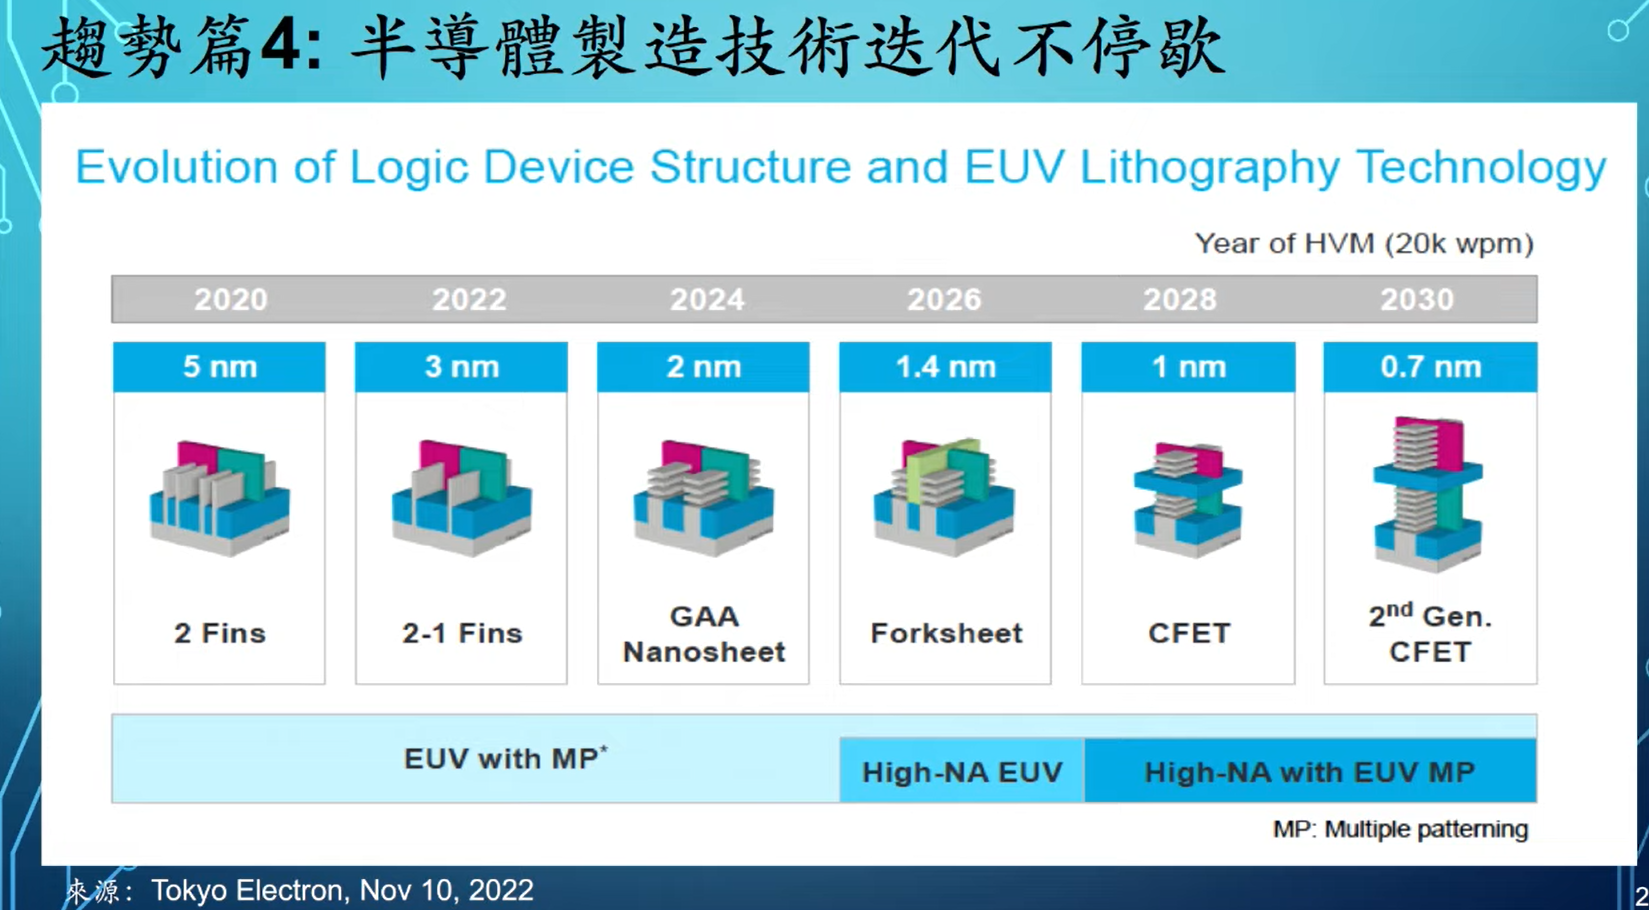 趨勢篇4: 半導體製造技術迭代不停歇
Evolution of Logic Device Structure and EUV Lithography Technology
Year of HVM (20k wpm)
2020 2022 2024 2026 2028 2030
5 nm 3 nm 2 nm 1.4 nm 1 nm 0.7 nm
2 Fins 2-1 Fins GAA Nanosheet Forksheet CFET 2nd Gen. CFET
EUV with MP*
High-NA EUV
High-NA with EUV MP
MP: Multiple patterning
來源: Tokyo Electron, Nov 10, 2022